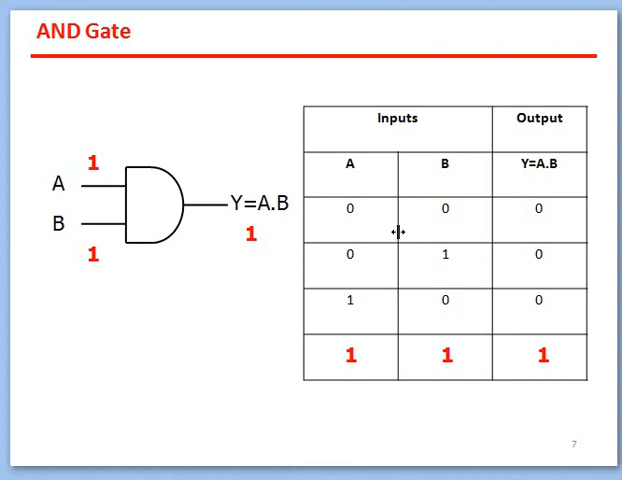 AND Gate
1
A
B
1
Y=A.B
1
Inputs Output
A B Y=A.B
0 0 0
0 1 0
1 0 0
1 1 1
7